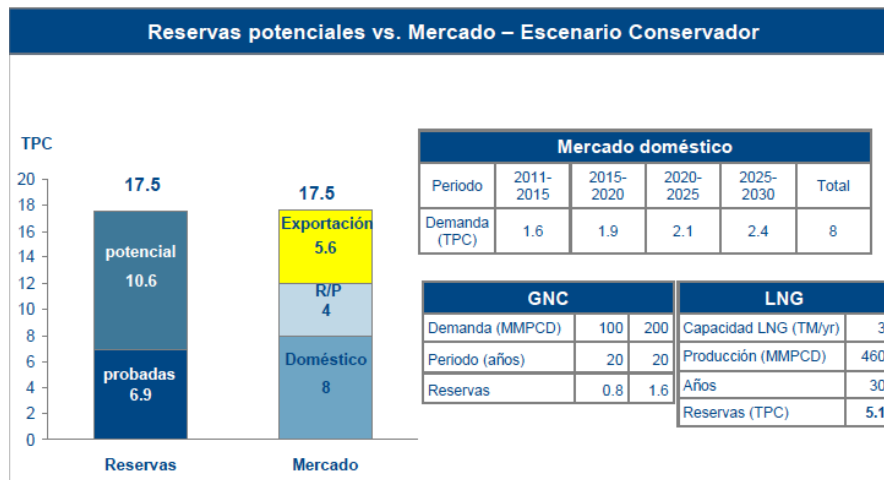 Reservas potenciales vs. Mercado – Escenario Conservador
TPC
20
18
16
14
12
10
8
6
4
2
0
17.5
potencial
10.6
probadas
6.9
Reservas
17.5
Exportación
5.6
R/P
4
Doméstico
8
Mercado
Mercado doméstico
Periodo 2011-2015 2015-2020 2020-2025 2025-2030 Total
Demanda (TPC) 1.6 1.9 2.1 2.4 8
GNC
Demanda (MMPCD) 100 200
Periodo (años) 20 20
Reservas 0.8 1.6
LNG
Capacidad LNG (TM/yr) 3
Producción (MMPCD) 460
Años 30
Reservas (TPC) 5.1